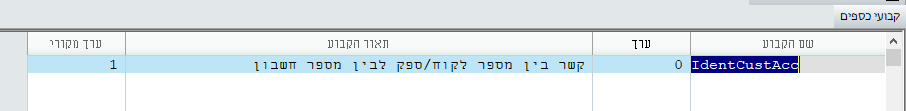 קבועי כספים
שם הקבוע ערך תאור הקבוע ערך מקורי
IdentCustAcc 0 קשר בין מספר לקוח/ספק לבין מספר חשבון 1